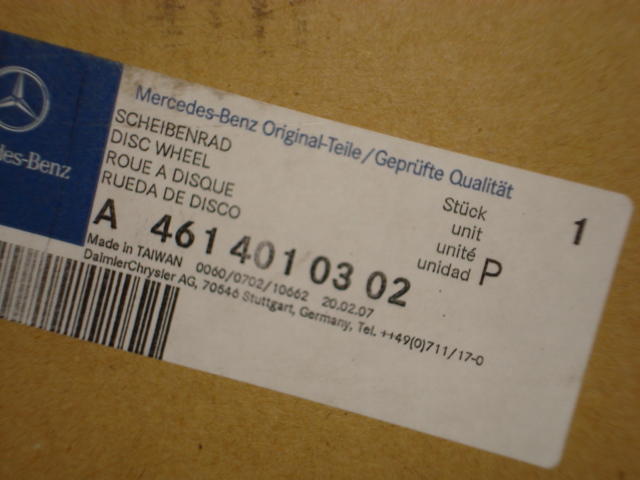 des-Benz
Mercedes-Benz Original-Teile/Geprüfte Qualität
SCHEIBENRAD
DISC WHEEL
ROUE A DISQUE
RUEDA DE DISCO
Stück
unit
unité
unidad P
1
A 461 401 03 02
Made in TAIWAN 0060/0702/10662 20.02.07
DaimlerChrysler AG, 70546 Stuttgart, Germany, Tel. ++49(0)711/17-0